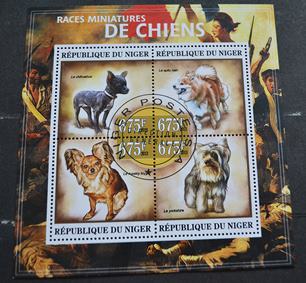 RACES MINIATURES
DE CHIENS
RÉPUBLIQUE DU NIGER
RÉPUBLIQUE DU NIGER
Le chihuahua
675F
675F
675F
675F
RÉPUBLIQUE DU NIGER
RÉPUBLIQUE DU NIGER